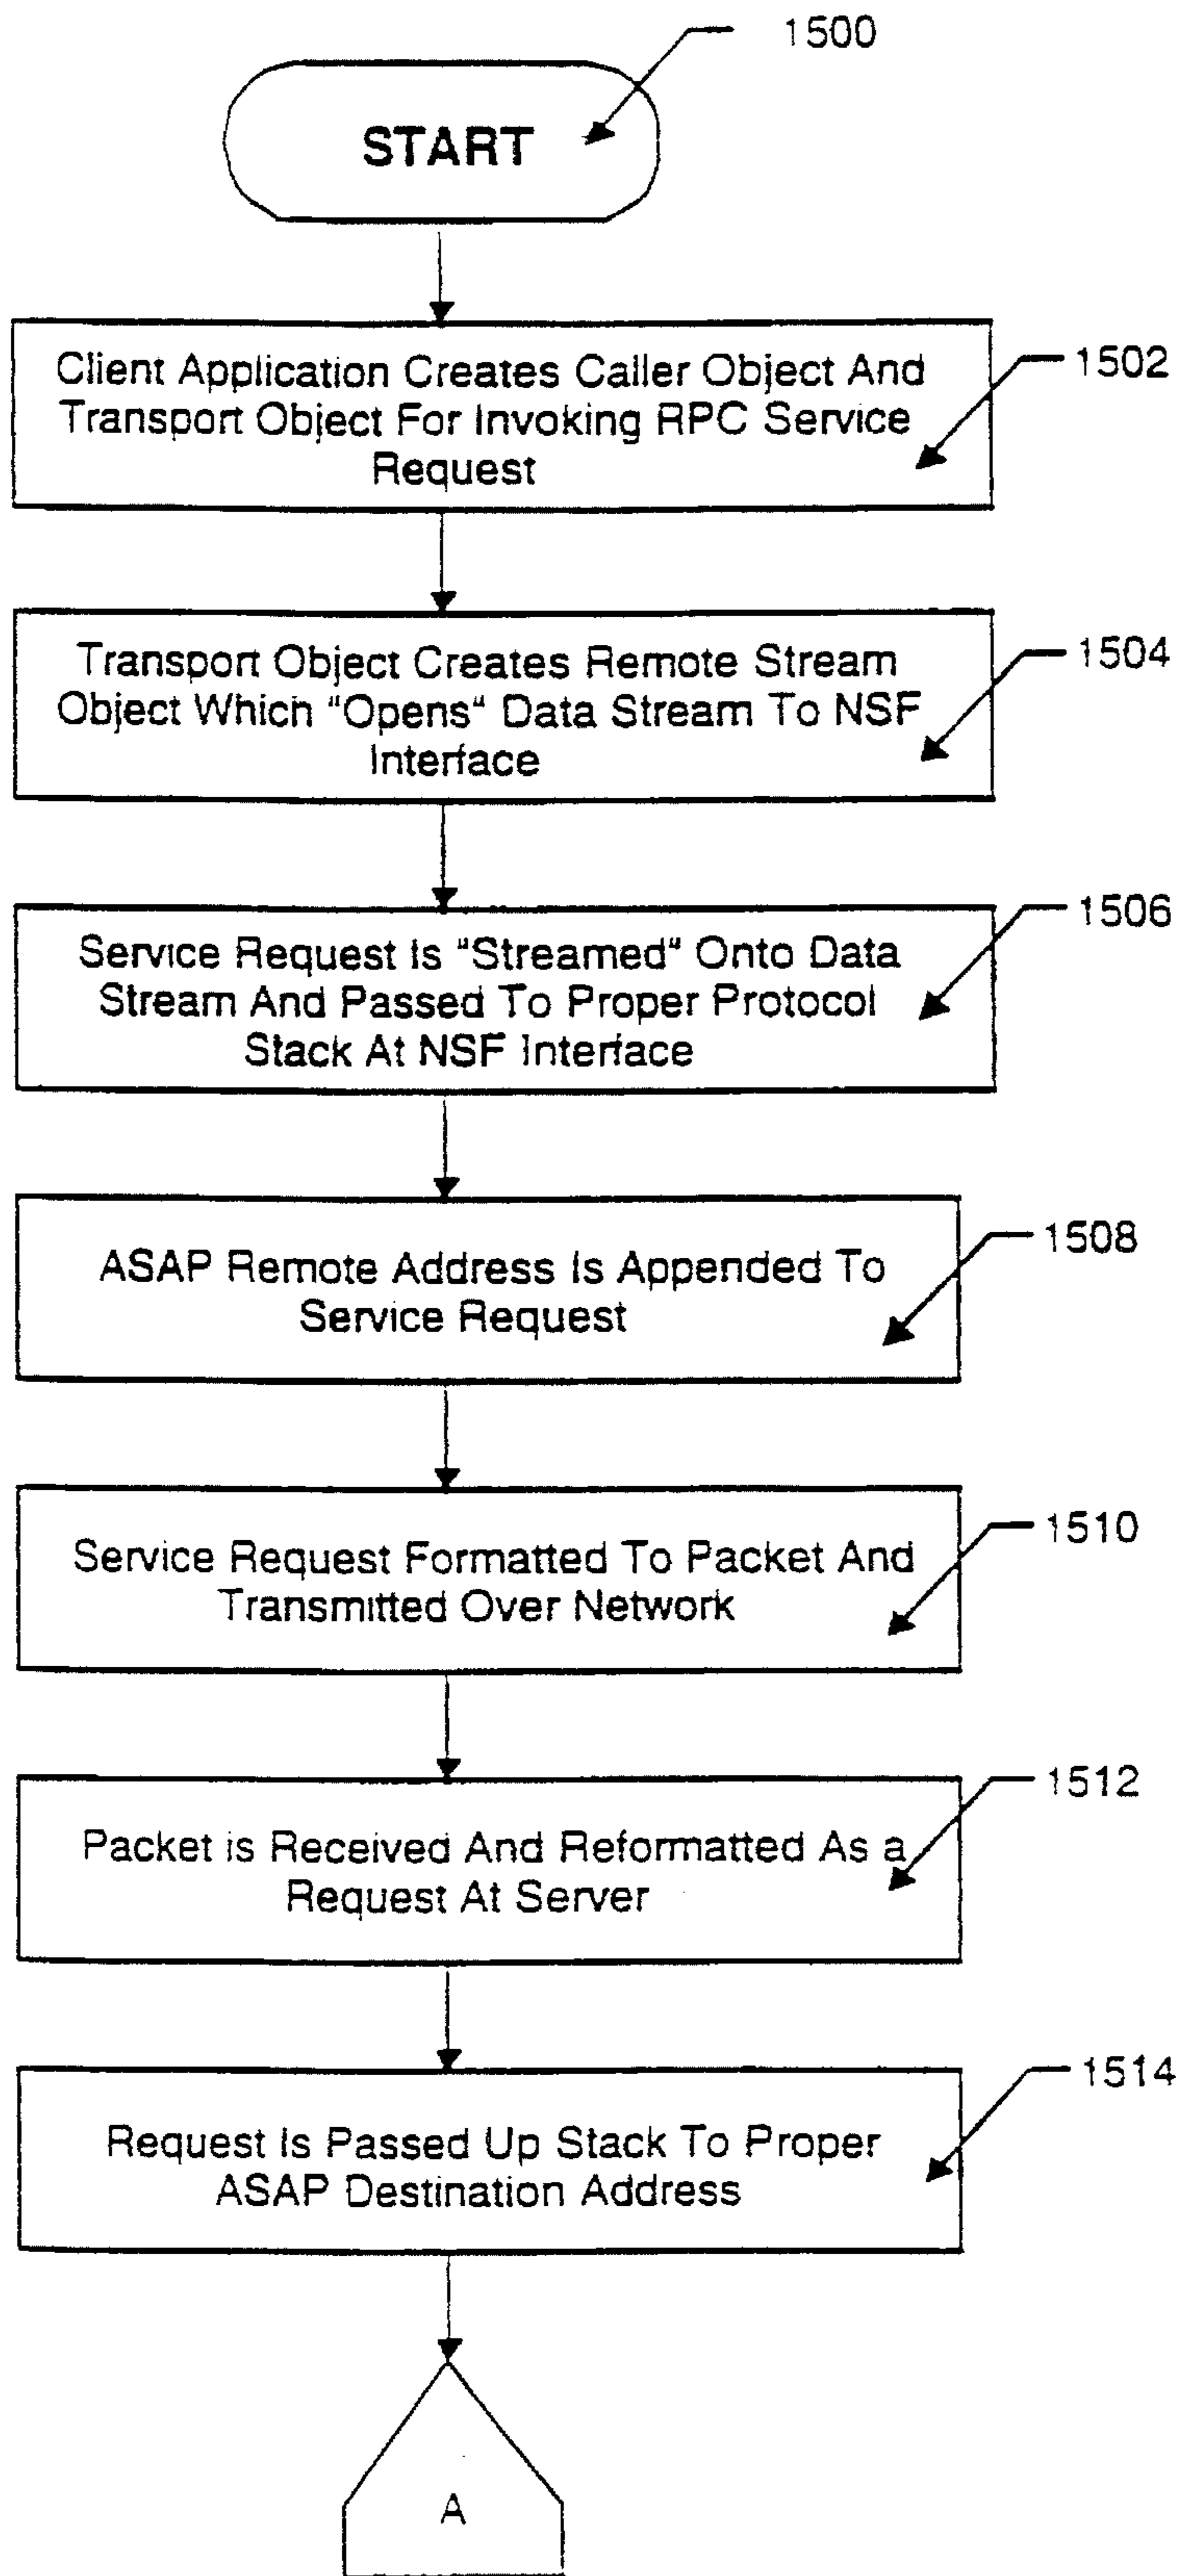 1500
START
Client Application Creates Caller Object And
Transport Object For Invoking RPC Service
Request
1502
Transport Object Creates Remote Stream
Object Which "Opens" Data Stream To NSF
Interface
1504
Service Request Is "Streamed" Onto Data
Stream And Passed To Proper Protocol
Stack At NSF Interface
1506
ASAP Remote Address Is Appended To
Service Request
1508
Service Request Formatted To Packet And
Transmitted Over Network
1510
Packet is Received And Reformatted As a
Request At Server
1512
Request Is Passed Up Stack To Proper
ASAP Destination Address
1514
A